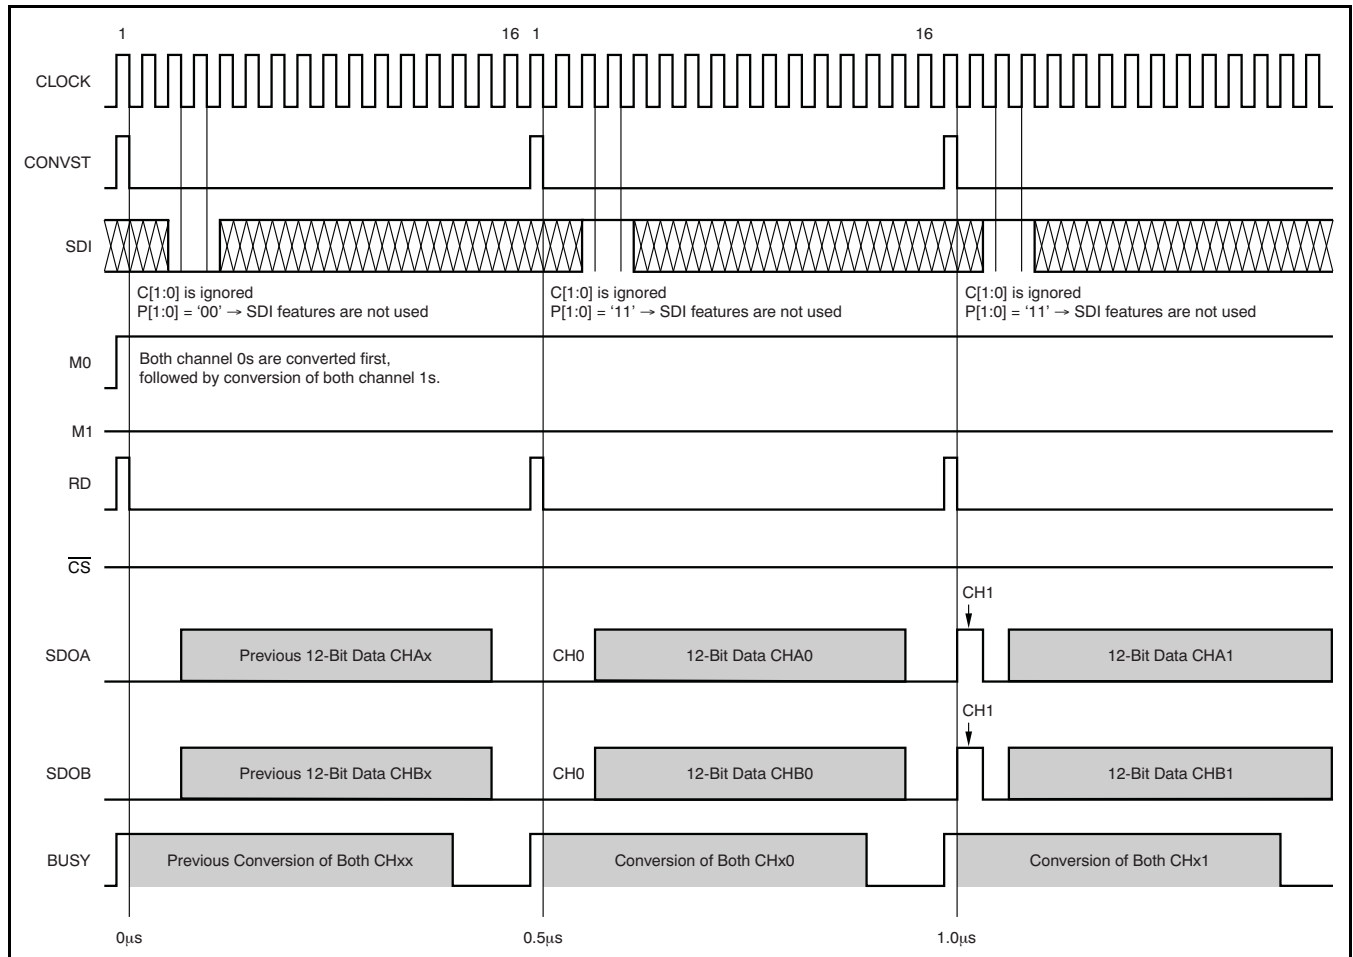 1 16 1 16
CLOCK
CONVST
SDI
C[1:0] is ignored
P[1:0] = ‘00’ → SDI features are not used
C[1:0] is ignored
P[1:0] = ‘11’ → SDI features are not used
C[1:0] is ignored
P[1:0] = ‘11’ → SDI features are not used
M0
Both channel 0s are converted first,
followed by conversion of both channel 1s.
M1
RD
CS
CH1
SDOA Previous 12-Bit Data CHAx CH0 12-Bit Data CHA0 12-Bit Data CHA1
CH1
SDOB Previous 12-Bit Data CHBx CH0 12-Bit Data CHB0 12-Bit Data CHB1
BUSY Previous Conversion of Both CHxx Conversion of Both CHx0 Conversion of Both CHx1
0µs 0.5µs 1.0µs